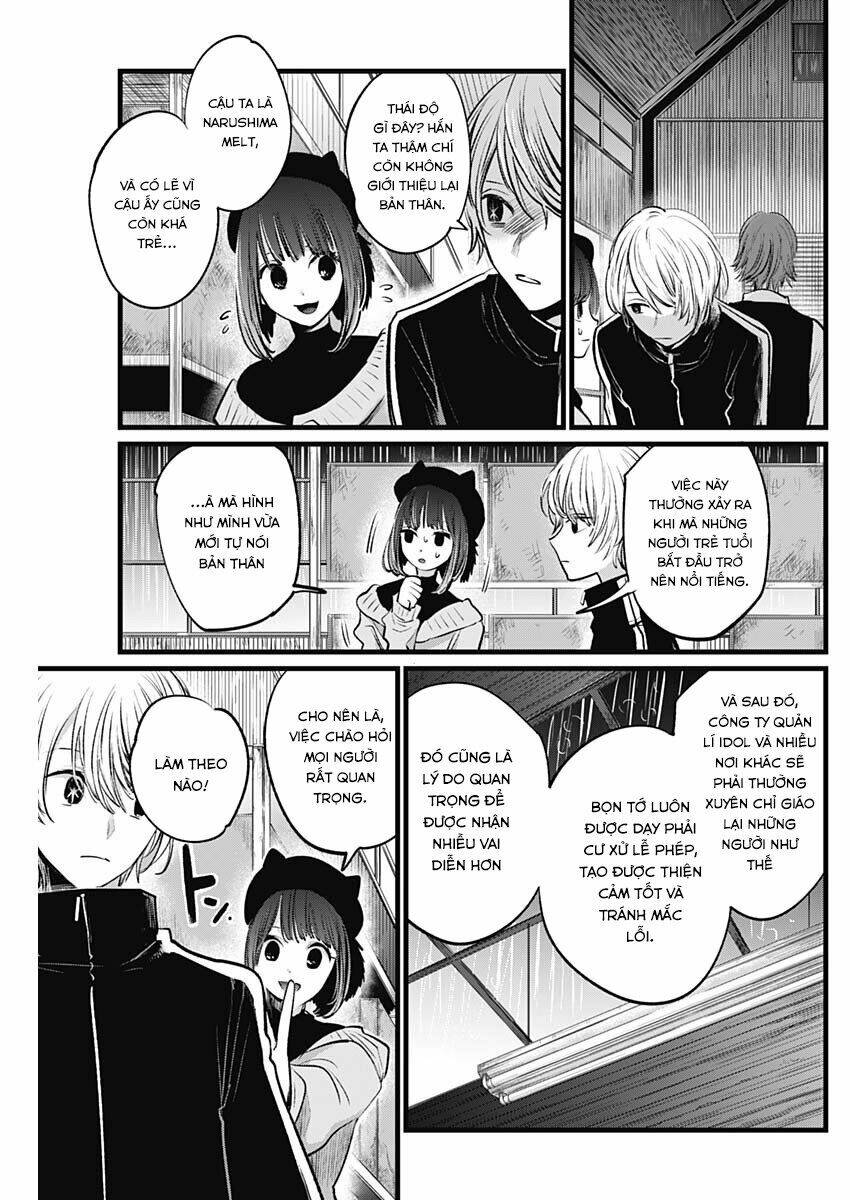 THÁI ĐỘ
GÌ ĐÂY? HẮN
TA THẬM CHÍ
CÒN KHÔNG
GIỚI THIỆU LẠI
BẢN THÂN.
CẬU TA LÀ
NARUSHIMA
MELT,
VÀ CÓ LẼ VÌ
CẬU ẤY CŨNG
CÒN KHÁ
TRẺ...
VIỆC NÀY
THƯỜNG XẢY RA
KHI MÀ NHỮNG
NGƯỜI TRẺ TUỔI
BẮT ĐẦU TRỞ
NÊN NỔI TIẾNG.
...À MÀ HÌNH
NHƯ MÌNH VỪA
MỚI TỰ NÓI
BẢN THÂN
VÀ SAU ĐÓ,
CÔNG TY QUẢN
LÍ IDOL VÀ NHIỀU
NƠI KHÁC SẼ
PHẢI THƯỜNG
XUYÊN CHỈ GIÁO
LẠI NHỮNG
NGƯỜI NHƯ
THẾ
BỌN TỚ LUÔN
ĐƯỢC DẠY PHẢI
CƯ XỬ LỄ PHÉP,
TẠO ĐƯỢC THIỆN
CẢM TỐT VÀ
TRÁNH MẮC
LỖI.
ĐÓ CŨNG LÀ
LÝ DO QUAN
TRỌNG ĐỂ
ĐƯỢC NHẬN
NHIỀU VAI
DIỄN HƠN
CHO NÊN LÀ,
VIỆC CHÀO HỎI
MỌI NGƯỜI
RẤT QUAN
TRỌNG.
LÀM THEO
NÀO!
トン